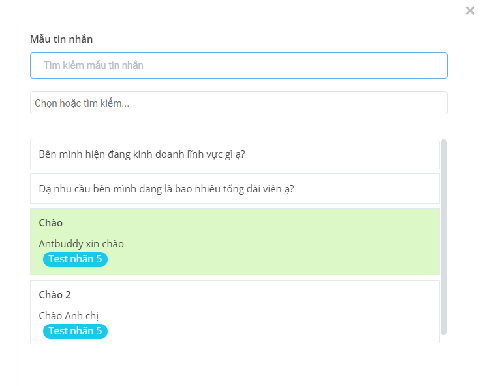 Mẫu tin nhắn
Tìm kiếm mẫu tin nhắn
Chọn hoặc tìm kiếm...
Bên mình hiện đang kinh doanh lĩnh vực gì ạ?
Dạ nhu cầu bên mình đang là bao nhiêu tổng đài viên ạ?
Chào
Antbuddy xin chào
Test nhãn 5
Chào 2
Chào Anh chị
Test nhãn 5